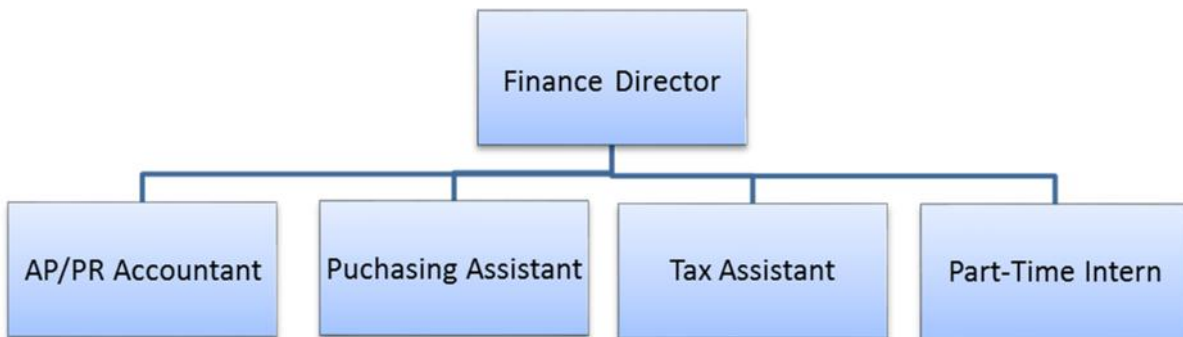 Finance Director
AP/PR Accountant
Puchasing Assistant
Tax Assistant
Part-Time Intern